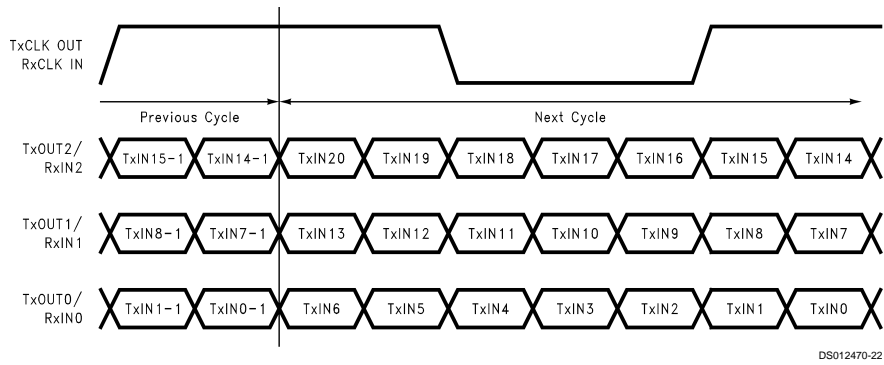 TxCLK OUT
RxCLK IN
Previous Cycle Next Cycle
TxOUT2/
RxIN2
TxIN15-1 TxIN14-1 TxIN20 TxIN19 TxIN18 TxIN17 TxIN16 TxIN15 TxIN14
TxOUT1/
RxIN1
TxIN8-1 TxIN7-1 TxIN13 TxIN12 TxIN11 TxIN10 TxIN9 TxIN8 TxIN7
TxOUT0/
RxIN0
TxIN1-1 TxIN0-1 TxIN6 TxIN5 TxIN4 TxIN3 TxIN2 TxIN1 TxIN0
DS012470-22